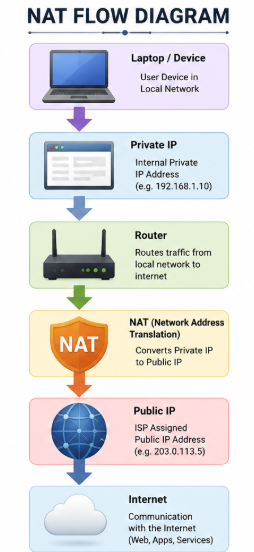 NAT FLOW DIAGRAM
Laptop / Device
User Device in
Local Network
Private IP
Internal Private
IP Address
(e.g. 192.168.1.10)
Router
Routes traffic from
local network to
internet
NAT
NAT (Network Address
Translation)
Converts Private IP
to Public IP
Public IP
ISP Assigned
Public IP Address
(e.g. 203.0.113.5)
Internet
Communication
with the Internet
(Web, Apps, Services)